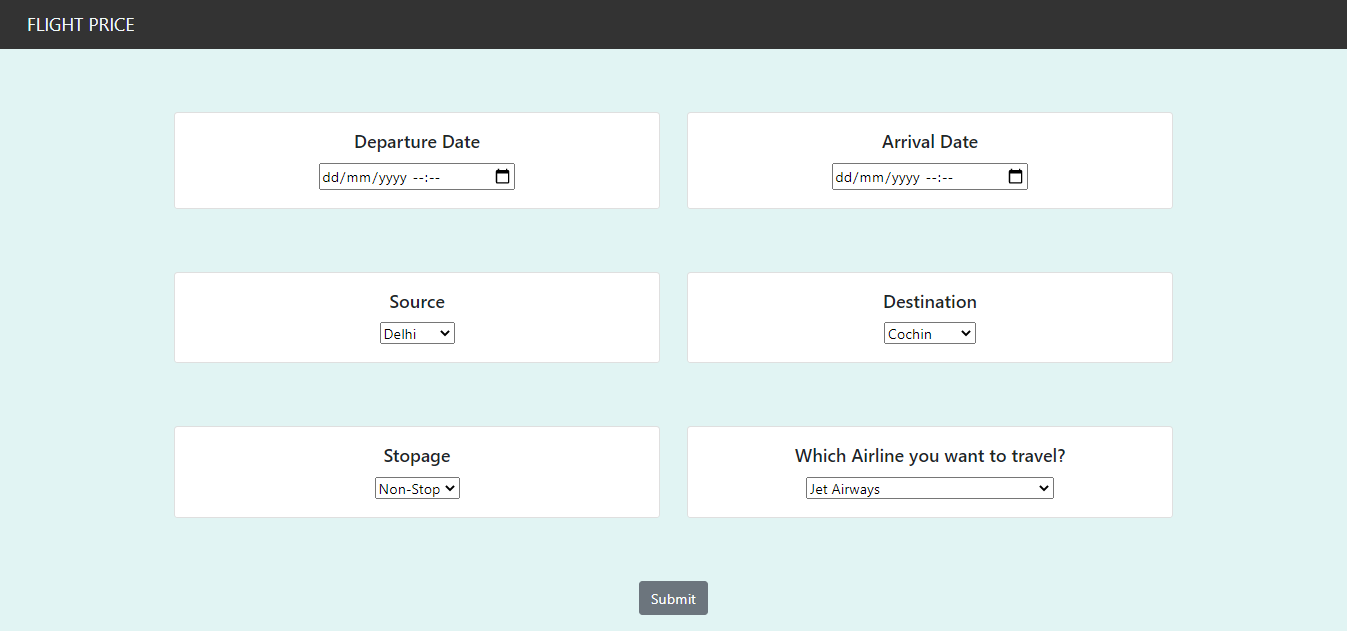 FLIGHT PRICE
Departure Date
dd/mm/yyyy --:--
Arrival Date
dd/mm/yyyy --:--
Source
Delhi
Destination
Cochin
Stopage
Non-Stop
Which Airline you want to travel?
Jet Airways
Submit